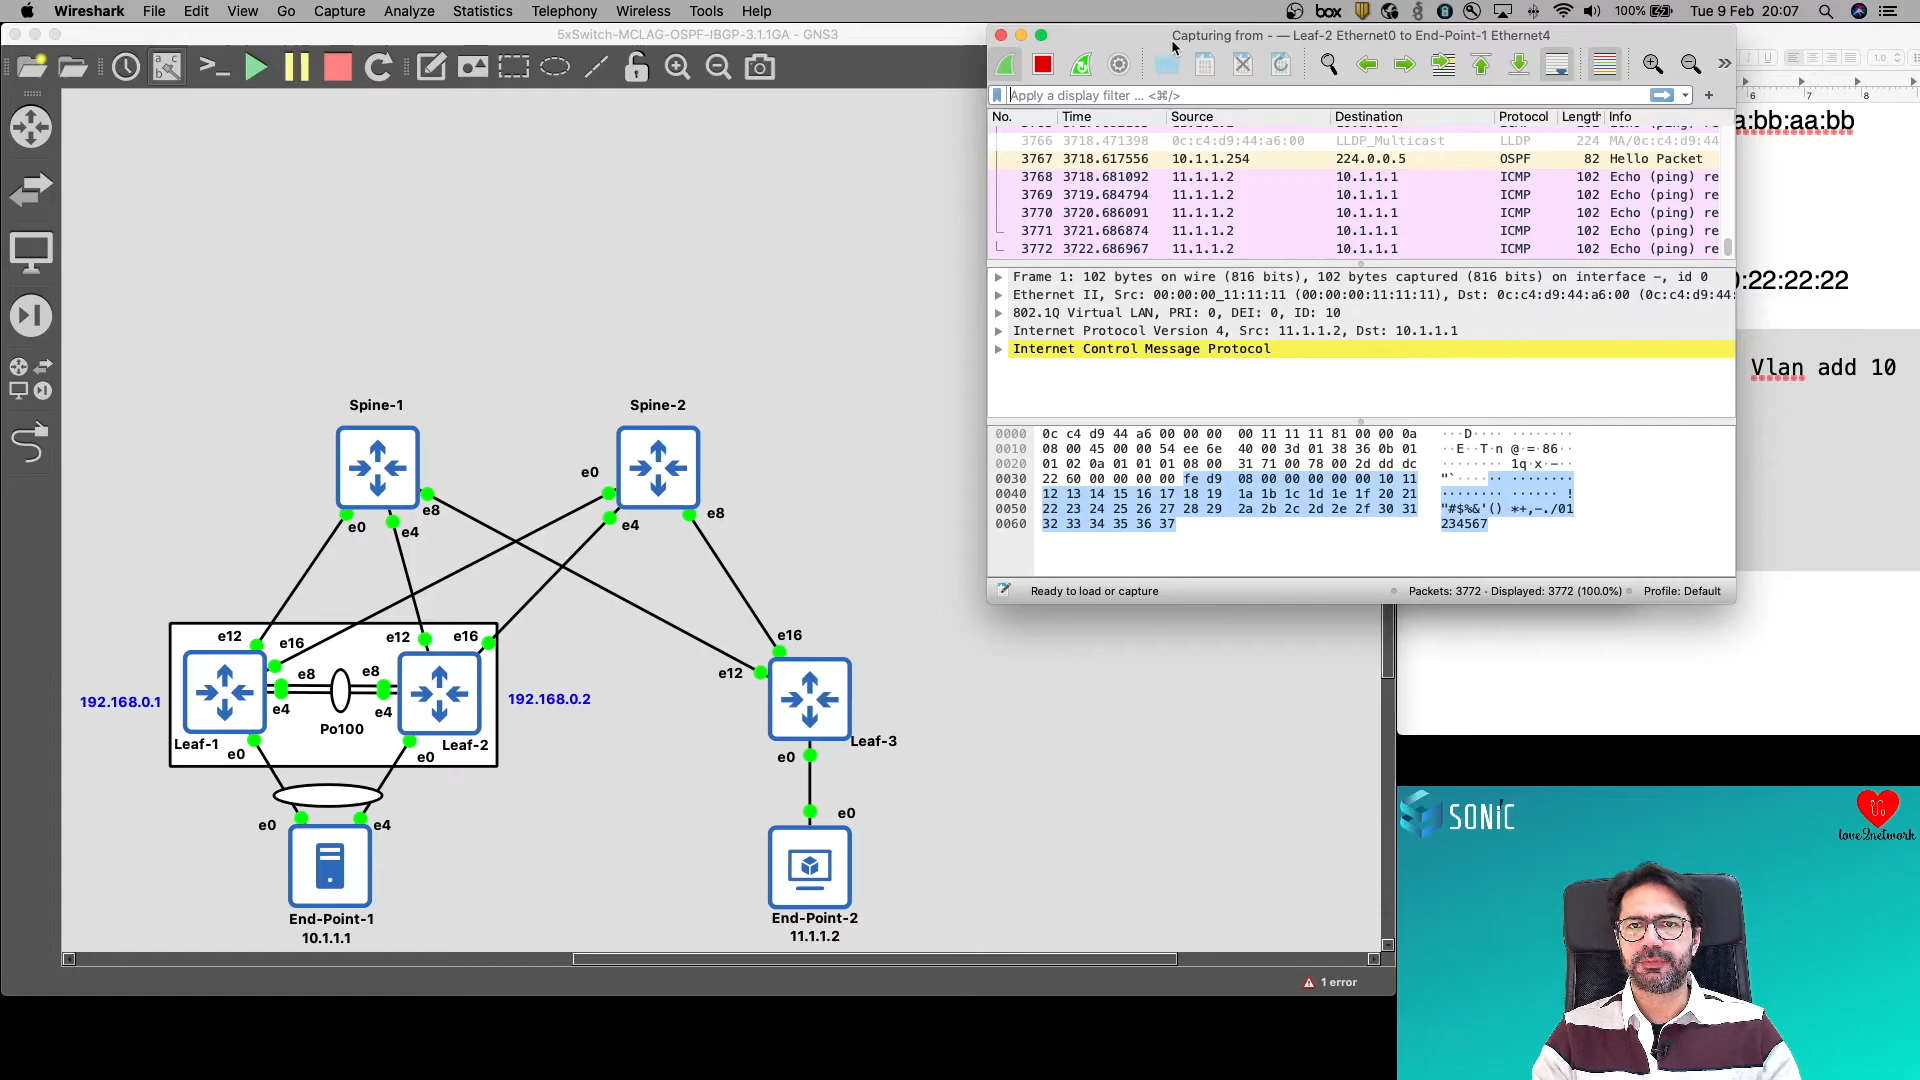 Wireshark File Edit View Go Capture Analyze Statistics Telephony Wireless Tools Help
box 100% Tue 9 Feb 20:07
5xSwitch-MCLAG-OSPF-IBGP-3.1.1GA - GNS3
Capturing from - — Leaf-2 Ethernet0 to End-Point-1 Ethernet4
Apply a display filter ... <⌘/>
No. Time Source Destination Protocol Length Info
3766 3718.471398 0c:c4:d9:44:a6:00 LLDP_Multicast LLDP 224 MA/0c:c4:d9:44
3767 3718.617556 10.1.1.254 224.0.0.5 OSPF 82 Hello Packet
3768 3718.681092 11.1.1.2 10.1.1.1 ICMP 102 Echo (ping) re
3769 3719.684794 11.1.1.2 10.1.1.1 ICMP 102 Echo (ping) re
3770 3720.686091 11.1.1.2 10.1.1.1 ICMP 102 Echo (ping) re
3771 3721.686874 11.1.1.2 10.1.1.1 ICMP 102 Echo (ping) re
3772 3722.686967 11.1.1.2 10.1.1.1 ICMP 102 Echo (ping) re
Frame 1: 102 bytes on wire (816 bits), 102 bytes captured (816 bits) on interface -, id 0
Ethernet II, Src: 00:00:00_11:11:11 (00:00:00:11:11:11), Dst: 0c:c4:d9:44:a6:00 (0c:c4:d9:44:
802.1Q Virtual LAN, PRI: 0, DEI: 0, ID: 10
Internet Protocol Version 4, Src: 11.1.1.2, Dst: 10.1.1.1
Internet Control Message Protocol
0000 0c c4 d9 44 a6 00 00 00 00 11 11 11 81 00 00 0a ···D···· ········
0010 08 00 45 00 00 54 ee 6e 40 00 3d 01 38 36 0b 01 ··E··T·n @·=·86··
0020 01 02 0a 01 01 01 08 00 31 71 00 78 00 2d dd dc ········ 1q·x·-··
0030 22 60 00 00 00 00 fe d9 08 00 00 00 00 00 10 11 "`······ ········
0040 12 13 14 15 16 17 18 19 1a 1b 1c 1d 1e 1f 20 21 ········ ······ !
0050 22 23 24 25 26 27 28 29 2a 2b 2c 2d 2e 2f 30 31 "#$%&'() *+,-./01
0060 32 33 34 35 36 37 234567
Ready to load or capture
Packets: 3772 · Displayed: 3772 (100.0%)
Profile: Default
1.0
6 7 8
a:bb:aa:bb
):22:22:22
Vlan add 10
Spine-1
Spine-2
e0
e8
e0
e4
e4
e8
e12
e16
e12
e16
e16
e8
e8
e12
192.168.0.1
192.168.0.2
e4
e4
Po100
Leaf-1
Leaf-2
Leaf-3
e0
e0
e0
e0
e0
e4
End-Point-1
10.1.1.1
End-Point-2
11.1.1.2
1 error
SONiC
love2network